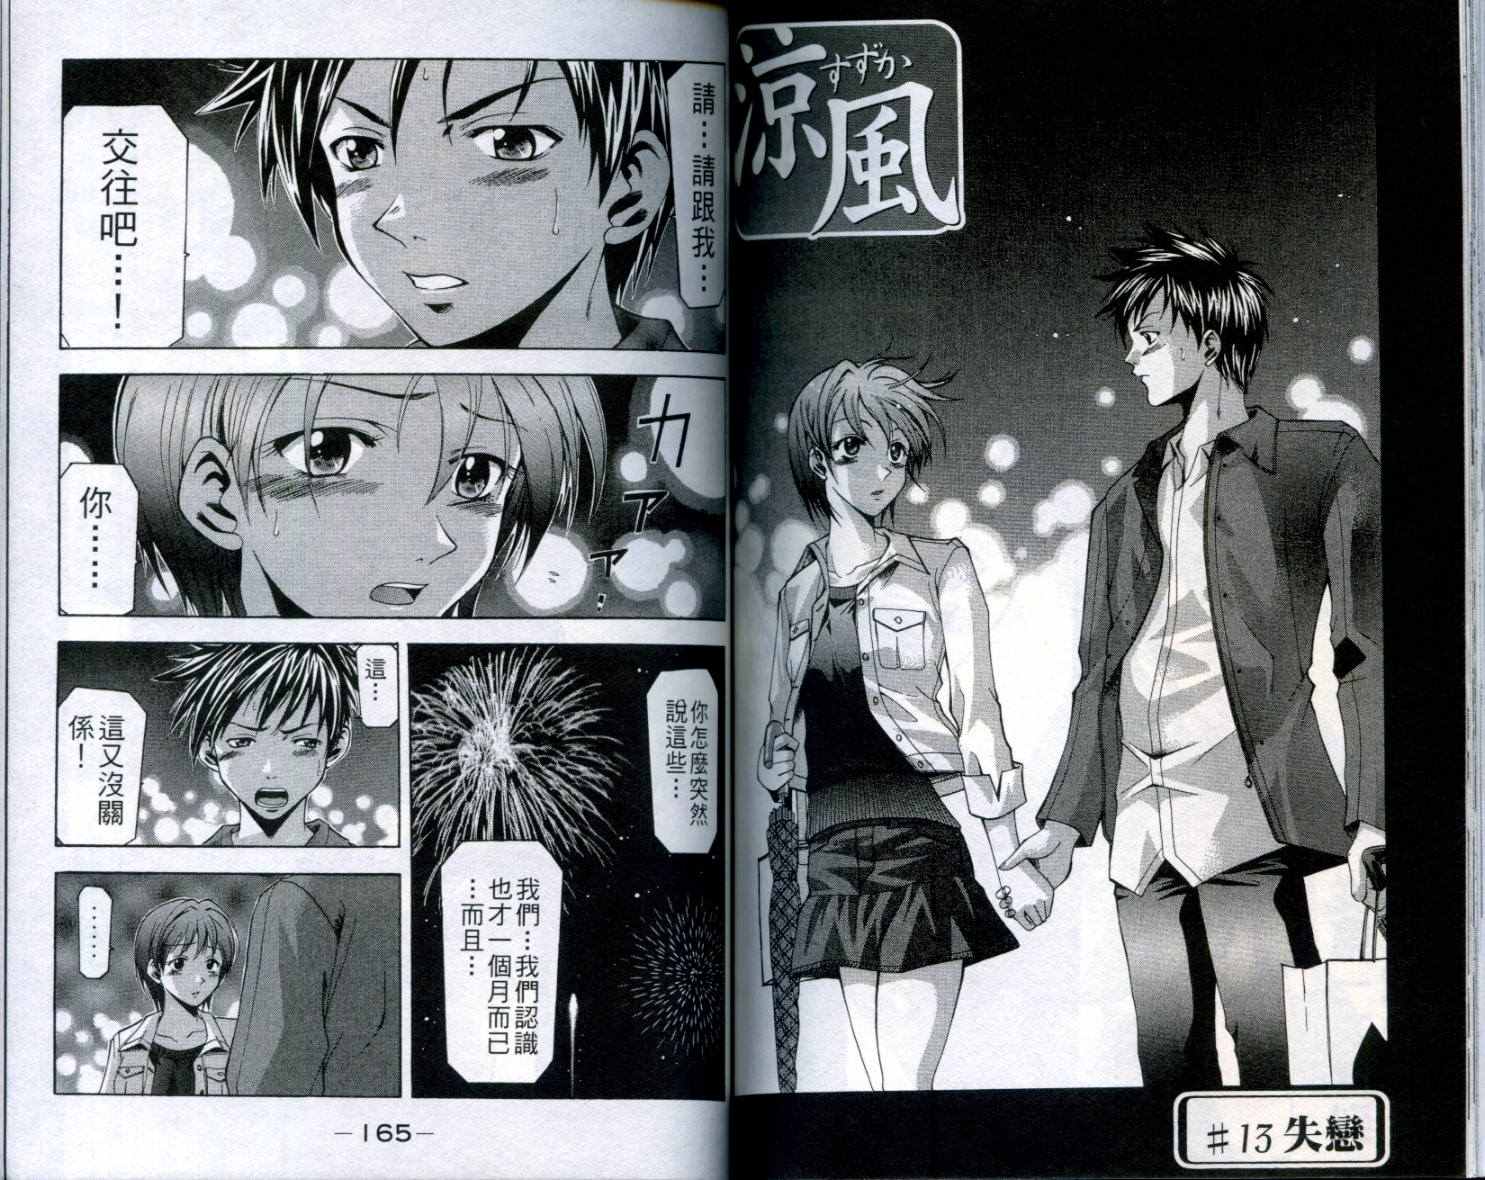 涼風
すずか
#13 失戀
請…請跟我…
交往吧……！
カァァ…
你……
你怎麼突然
說這些…
我們…我們認識
也才一個月而已
…而且…
這…
這又沒關
係！
……
—165—